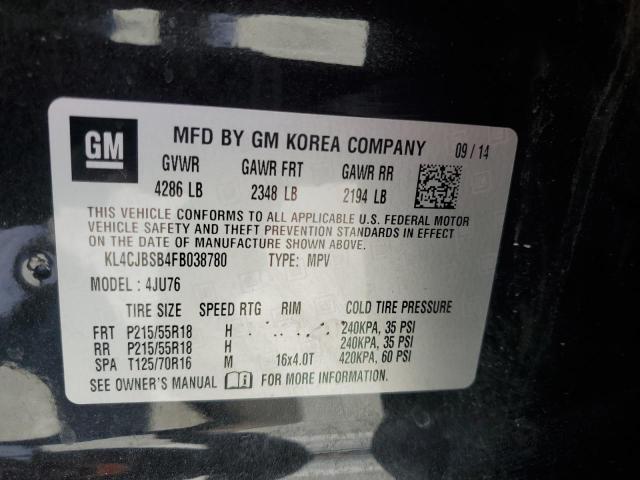 GM
MFD BY GM KOREA COMPANY 09 / 14
GVWR GAWR FRT GAWR RR
4286 LB 2348 LB 2194 LB
THIS VEHICLE CONFORMS TO ALL APPLICABLE U.S. FEDERAL MOTOR
VEHICLE SAFETY AND THEFT PREVENTION STANDARDS IN EFFECT
ON THE DATE OF MANUFACTURE SHOWN ABOVE.
KL4CJBSB4FB038780 TYPE: MPV
MODEL : 4JU76
TIRE SIZE SPEED RTG RIM COLD TIRE PRESSURE
FRT P215/55R18 H 240KPA, 35 PSI
RR P215/55R18 H 240KPA, 35 PSI
SPA T125/70R16 M 16x4.0T 420KPA, 60 PSI
SEE OWNER'S MANUAL FOR MORE INFORMATION.